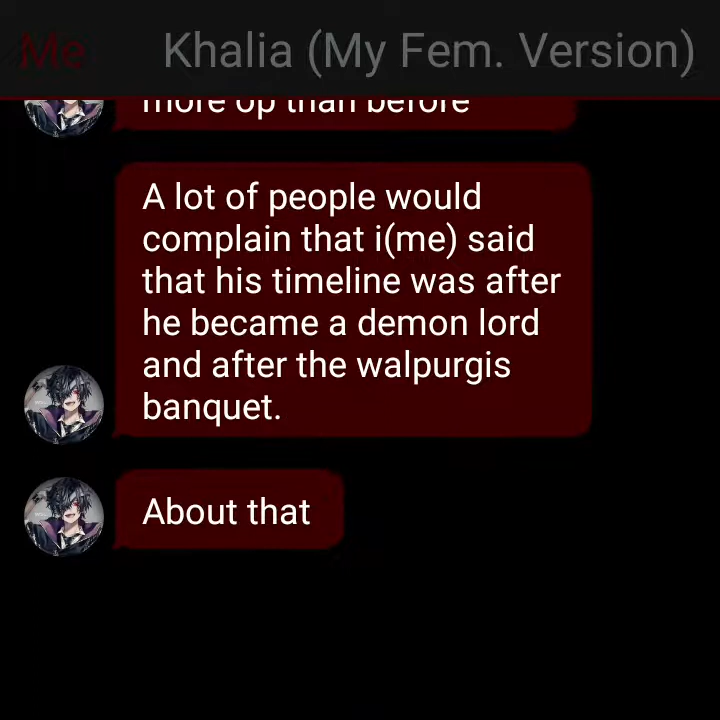 Me Khalia (My Fem. Version)
more op than before
A lot of people would
complain that i(me) said
that his timeline was after
he became a demon lord
and after the walpurgis
banquet.
About that